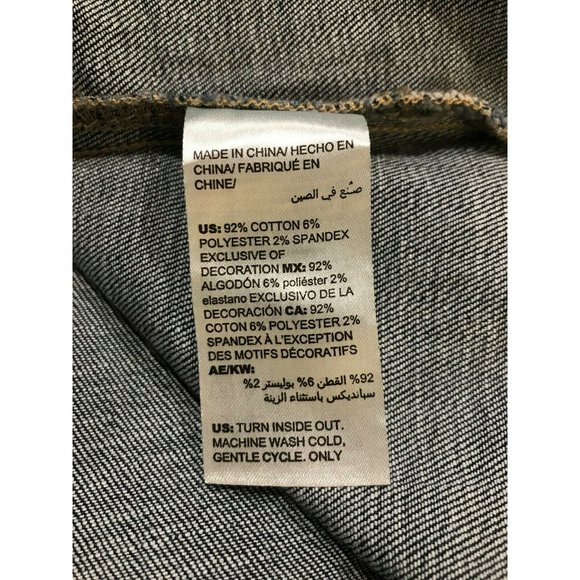 MADE IN CHINA/ HECHO EN
CHINA/ FABRIQUÉ EN
CHINE/
صنع في الصين
US: 92% COTTON 6%
POLYESTER 2% SPANDEX
EXCLUSIVE OF
DECORATION MX: 92%
ALGODÓN 6% poliéster 2%
elastano EXCLUSIVO DE LA
DECORACIÓN CA: 92%
COTON 6% POLYESTER 2%
SPANDEX À L'EXCEPTION
DES MOTIFS DÉCORATIFS
AE/KW:
92% القطن 6% بوليستر 2%
سبانديكس باستثناء الزينة
US: TURN INSIDE OUT.
MACHINE WASH COLD,
GENTLE CYCLE. ONLY